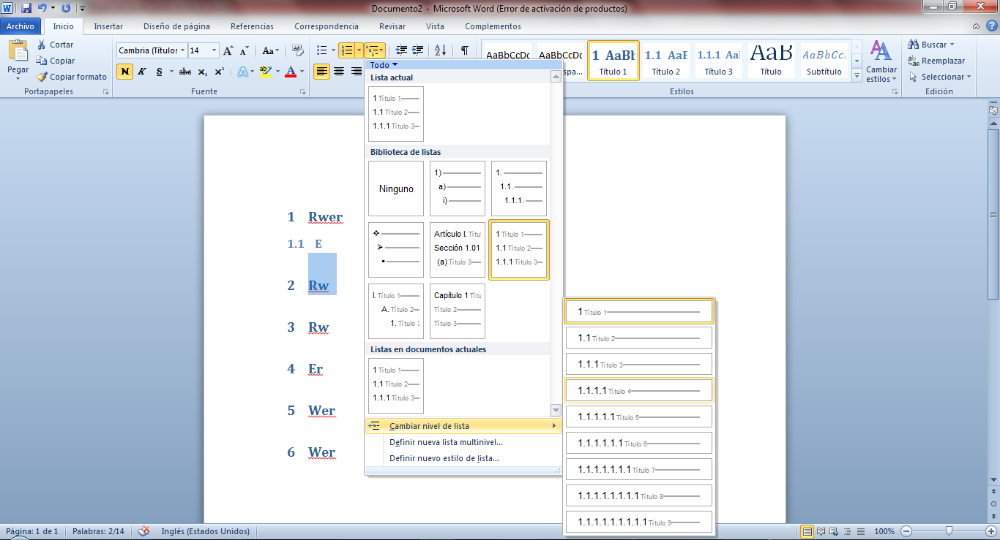 Documento2 - Microsoft Word (Error de activación de productos)
Archivo Inicio Insertar Diseño de página Referencias Correspondencia Revisar Vista Complementos
Pegar
Cortar
Copiar
Copiar formato
Portapapeles
Cambria (Títulos 14
Aa
N K S abc x₂ x²
Fuente
AaBbCcDc AaBbCcDc 1 AaBb 1.1 AaB 1.1.1 Aa AaB AaBbCc.
spa... Título 1 Título 2 Título 3 Título Subtítulo
Estilos
Cambiar estilos
Buscar
Reemplazar
Seleccionar
Edición
Todo
Lista actual
1 Título 1
1.1 Título 2
1.1.1 Título 3
Biblioteca de listas
Ninguno
1)
a)
i)
1.
1.1.
1.1.1.
Artículo I. Títul
Sección 1.01
(a) Título 3
1 Título 1
1.1 Título 2
1.1.1 Título 3
I. Título 1
A. Título 2
1. Título 3
Capítulo 1 Títu
Título 2
Título 3
Listas en documentos actuales
1 Título 1
1.1 Título 2
1.1.1 Título 3
Cambiar nivel de lista
Definir nueva lista multinivel...
Definir nuevo estilo de lista...
1 Título 1
1.1 Título 2
1.1.1 Título 3
1.1.1.1 Título 4
1.1.1.1.1 Título 5
1.1.1.1.1.1 Título 6
1.1.1.1.1.1.1 Título 7
1.1.1.1.1.1.1.1 Título 8
1.1.1.1.1.1.1.1.1 Título 9
1 Rwer
1.1 E
2 Rw
3 Rw
4 Er
5 Wer
6 Wer
Página: 1 de 1 Palabras: 2/14 Inglés (Estados Unidos) 100%